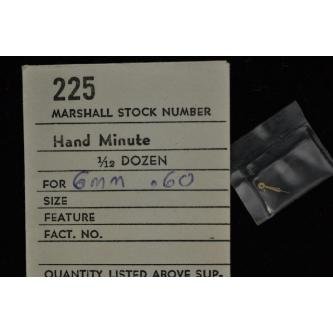 225
MARSHALL STOCK NUMBER
Hand Minute
1/12 DOZEN
FOR 6mm .60
SIZE
FEATURE
FACT. NO.
QUANTITY LISTED ABOVE SUP-